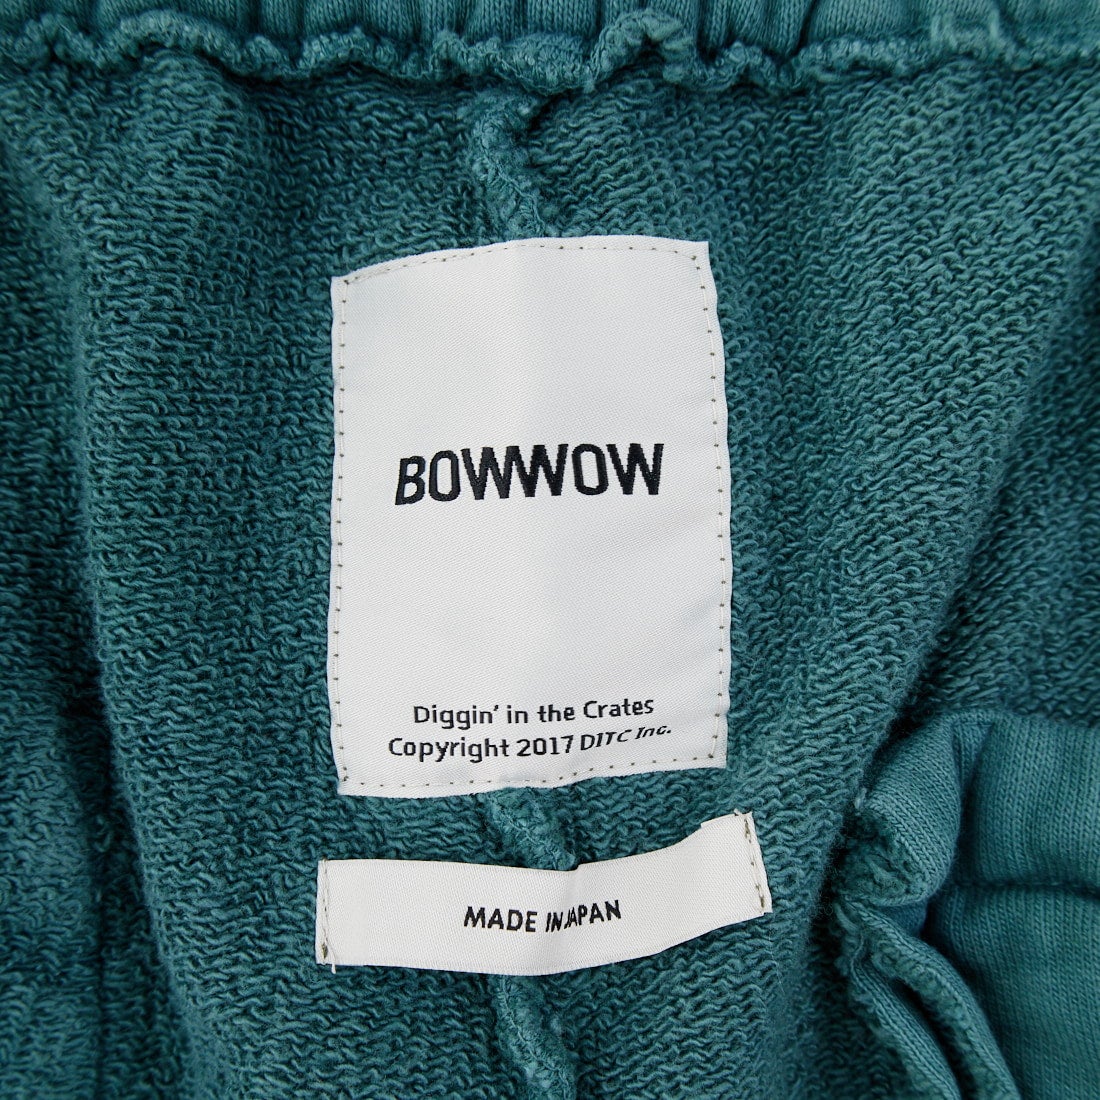 BOWWOW
Diggin' in the Crates
Copyright 2017 DITC Inc.
MADE IN JAPAN